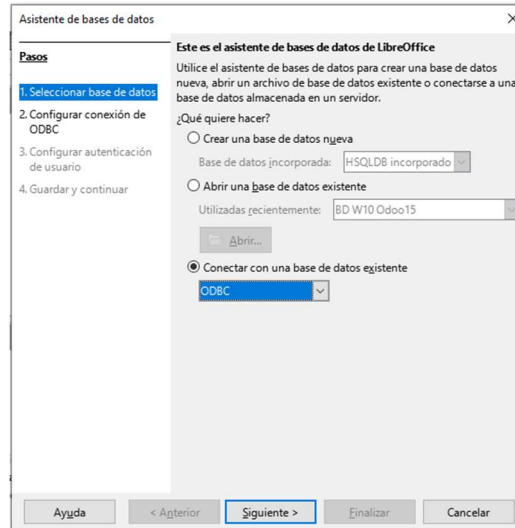 Asistente de bases de datos
Pasos
1. Seleccionar base de datos
2. Configurar conexión de
ODBC
3. Configurar autenticación
de usuario
4. Guardar y continuar
Este es el asistente de bases de datos de LibreOffice
Utilice el asistente de bases de datos para crear una base de datos
nueva, abrir un archivo de base de datos existente o conectarse a una
base de datos almacenada en un servidor.
¿Qué quiere hacer?
Crear una base de datos nueva
Base de datos incorporada: HSQLDB incorporado
Abrir una base de datos existente
Utilizadas recientemente: BD W10 Odoo15
Abrir...
Conectar con una base de datos existente
ODBC
Ayuda < Anterior Siguiente > Finalizar Cancelar